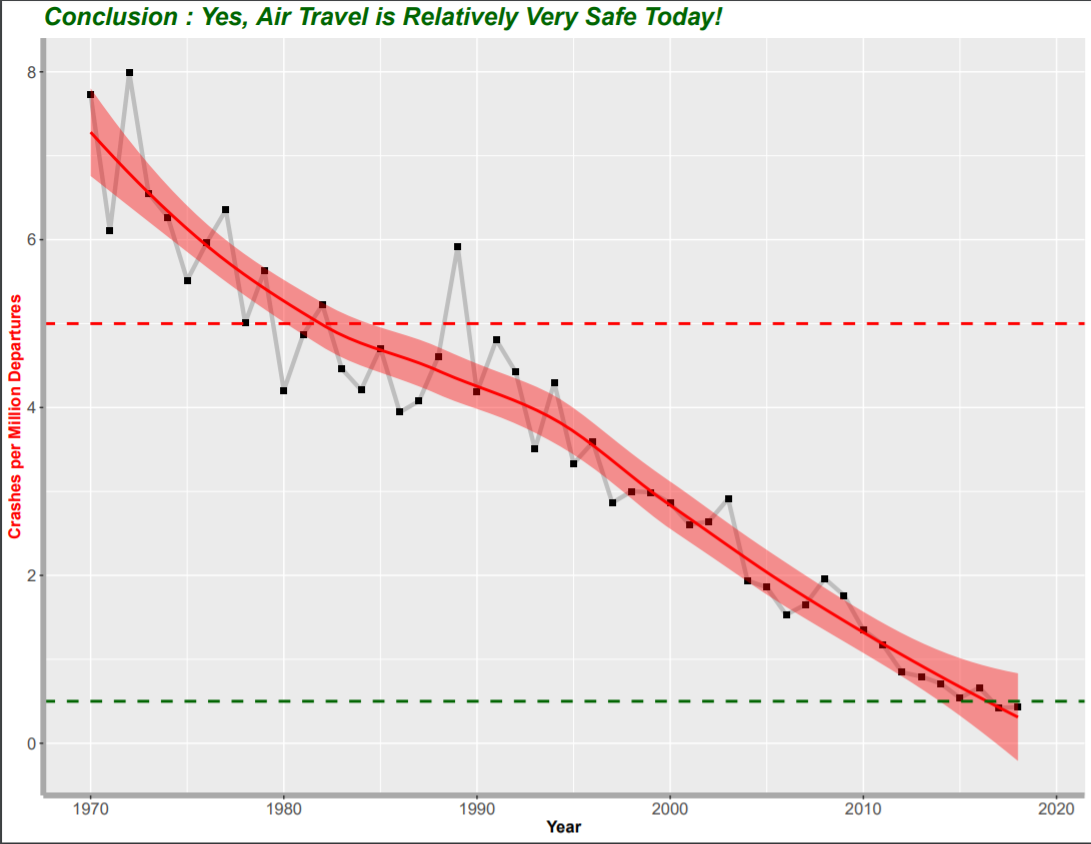 Conclusion : Yes, Air Travel is Relatively Very Safe Today!
Crashes per Million Departures
8
6
4
2
0
1970 1980 1990 2000 2010 2020
Year